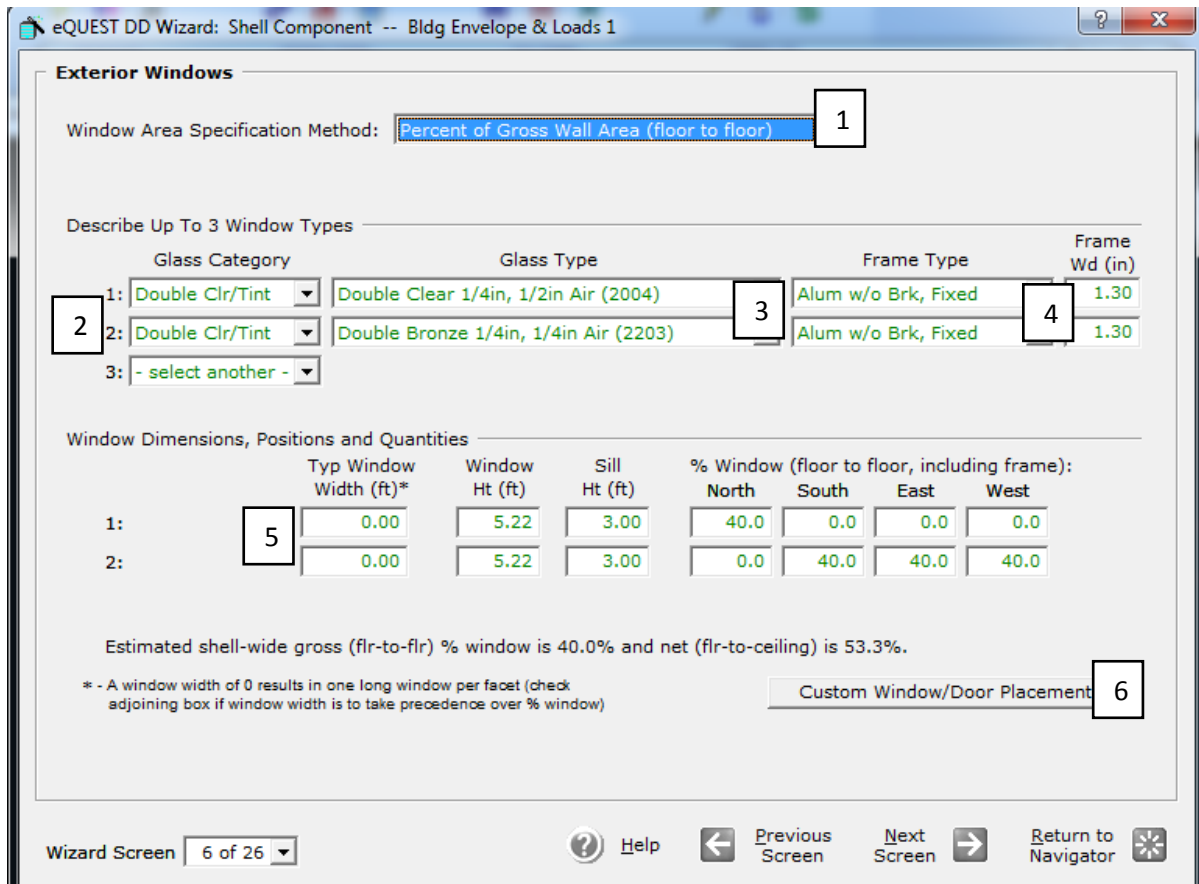 eQUEST DD Wizard: Shell Component -- Bldg Envelope & Loads 1
? X
Exterior Windows
Window Area Specification Method: Percent of Gross Wall Area (floor to floor) 1
Describe Up To 3 Window Types
Glass Category Glass Type Frame Type Frame Wd (in)
1: Double Clr/Tint Double Clear 1/4in, 1/2in Air (2004) Alum w/o Brk, Fixed 1.30
2 3 4
2: Double Clr/Tint Double Bronze 1/4in, 1/4in Air (2203) Alum w/o Brk, Fixed 1.30
3: - select another -
Window Dimensions, Positions and Quantities
Typ Window Window Sill % Window (floor to floor, including frame):
Width (ft)* Ht (ft) Ht (ft) North South East West
1: 0.00 5.22 3.00 40.0 0.0 0.0 0.0
5
2: 0.00 5.22 3.00 0.0 40.0 40.0 40.0
Estimated shell-wide gross (flr-to-flr) % window is 40.0% and net (flr-to-ceiling) is 53.3%.
* - A window width of 0 results in one long window per facet (check
adjoining box if window width is to take precedence over % window)
Custom Window/Door Placement 6
Wizard Screen 6 of 26 ? Help Previous Screen Next Screen Return to Navigator